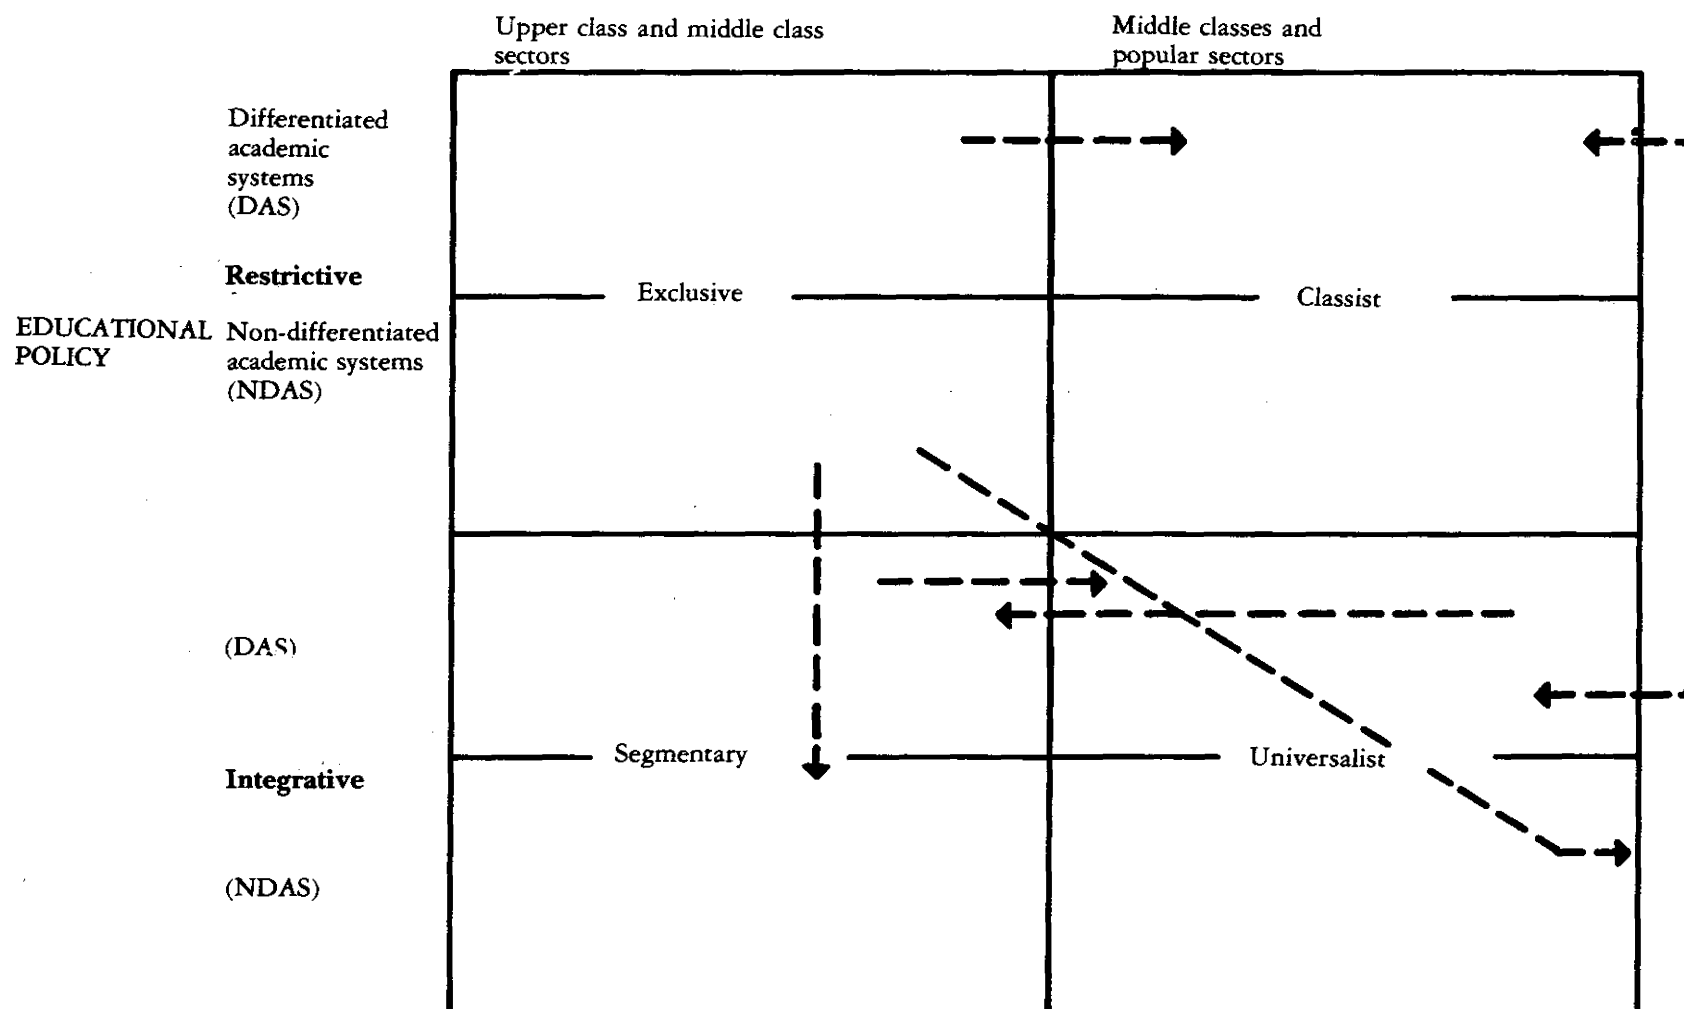 Upper class and middle class
sectors
Middle classes and
popular sectors
Differentiated
academic
systems
(DAS)
Restrictive
Exclusive
Classist
EDUCATIONAL
POLICY
Non-differentiated
academic systems
(NDAS)
(DAS)
Segmentary
Universalist
Integrative
(NDAS)